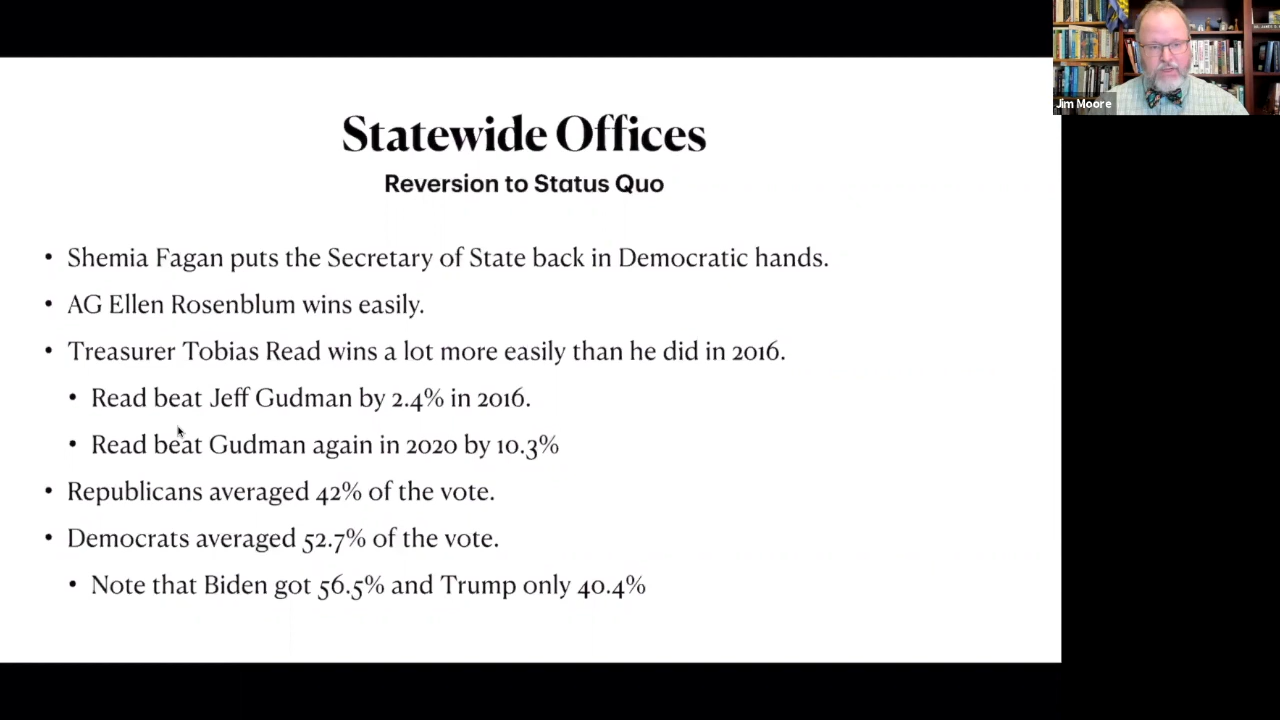 Statewide Offices
Reversion to Status Quo
• Shemia Fagan puts the Secretary of State back in Democratic hands.
• AG Ellen Rosenblum wins easily.
• Treasurer Tobias Read wins a lot more easily than he did in 2016.
• Read beat Jeff Gudman by 2.4% in 2016.
• Read beat Gudman again in 2020 by 10.3%
• Republicans averaged 42% of the vote.
• Democrats averaged 52.7% of the vote.
• Note that Biden got 56.5% and Trump only 40.4%
Jim Moore